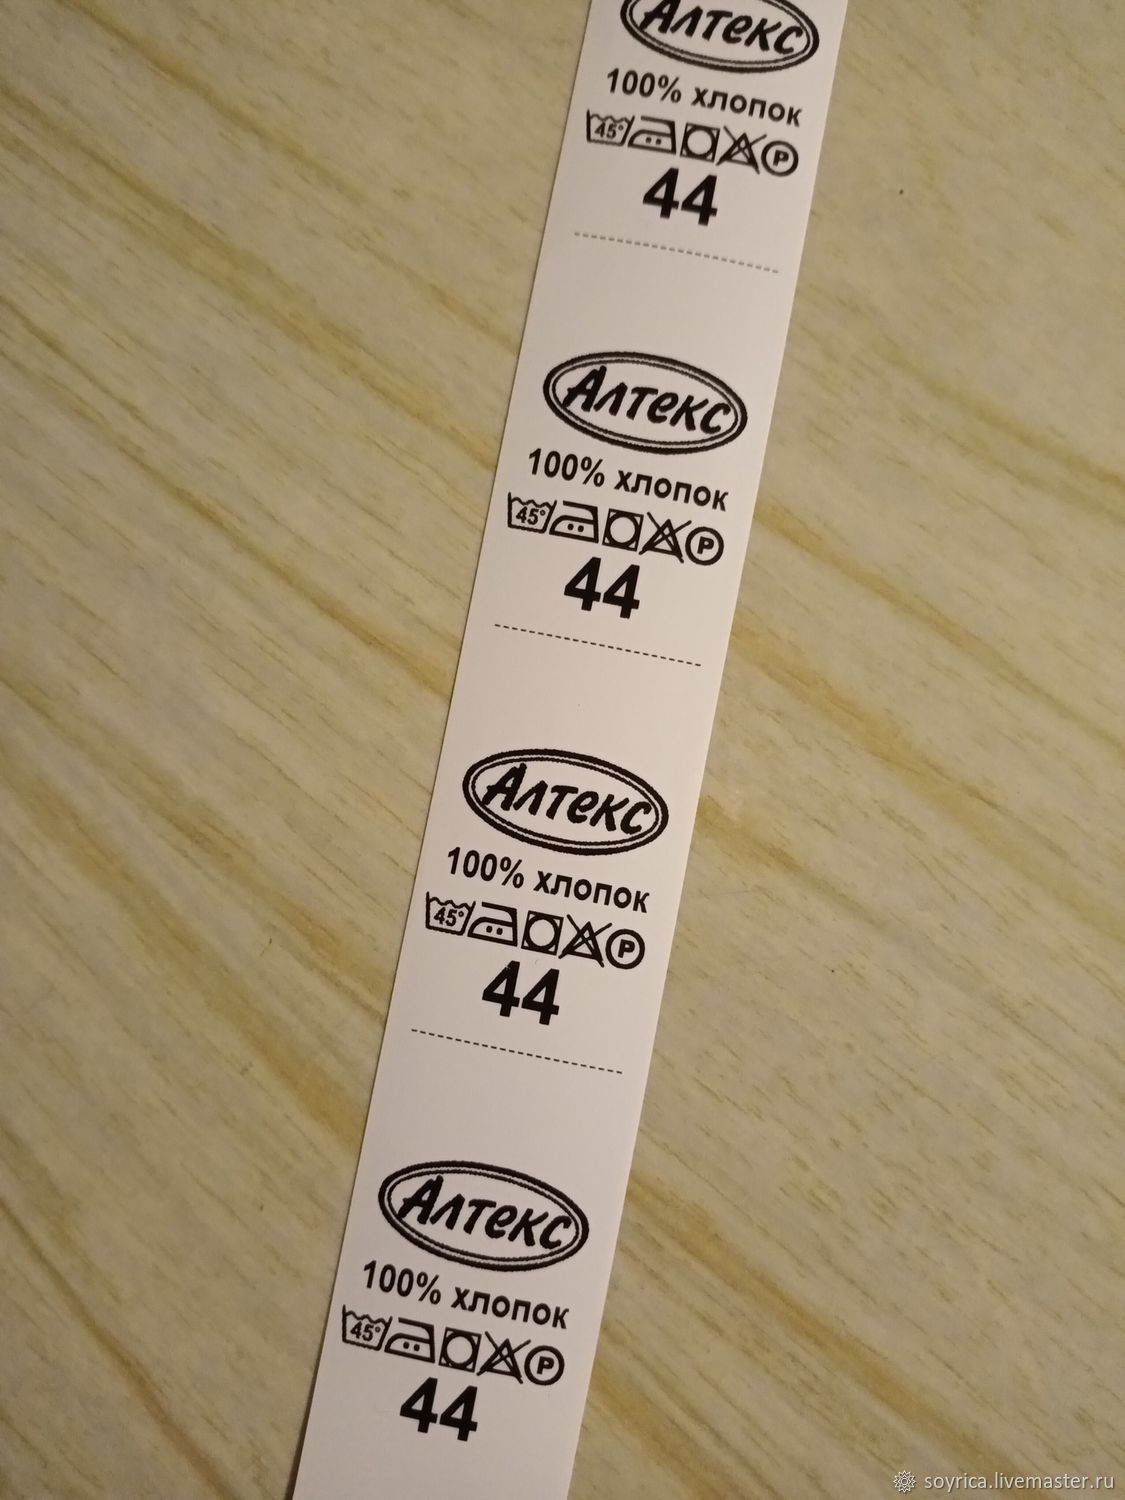 Алтекс
100% хлопок
45° P
44
Алтекс
100% хлопок
45° P
44
Алтекс
100% хлопок
45° P
44
Алтекс
100% хлопок
45° P
44
soyrica.livemaster.ru